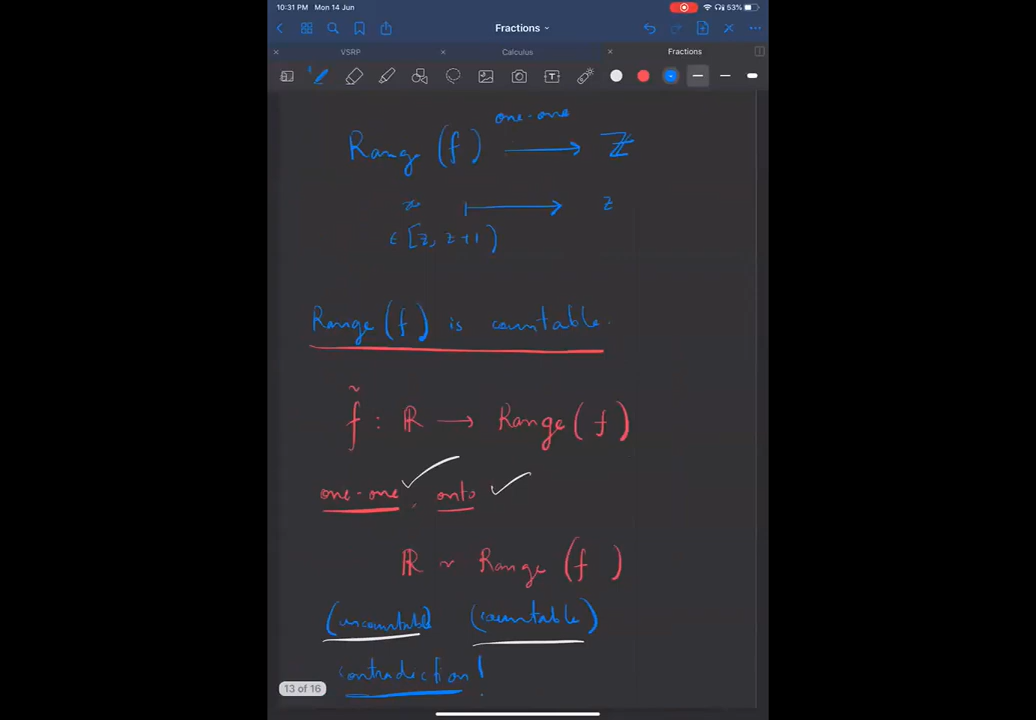 10:31 PM Mon 14 Jun 53%
Fractions
VSRP Calculus Fractions
one-one
Range (f) ⟶ ℤ
x ⟼ z
∈ [z, z+1)
Range (f) is countable.
f̃ : ℝ ⟶ Range (f)
one-one, onto
ℝ ~ Range (f)
(uncountable) (countable)
contradiction!
13 of 16